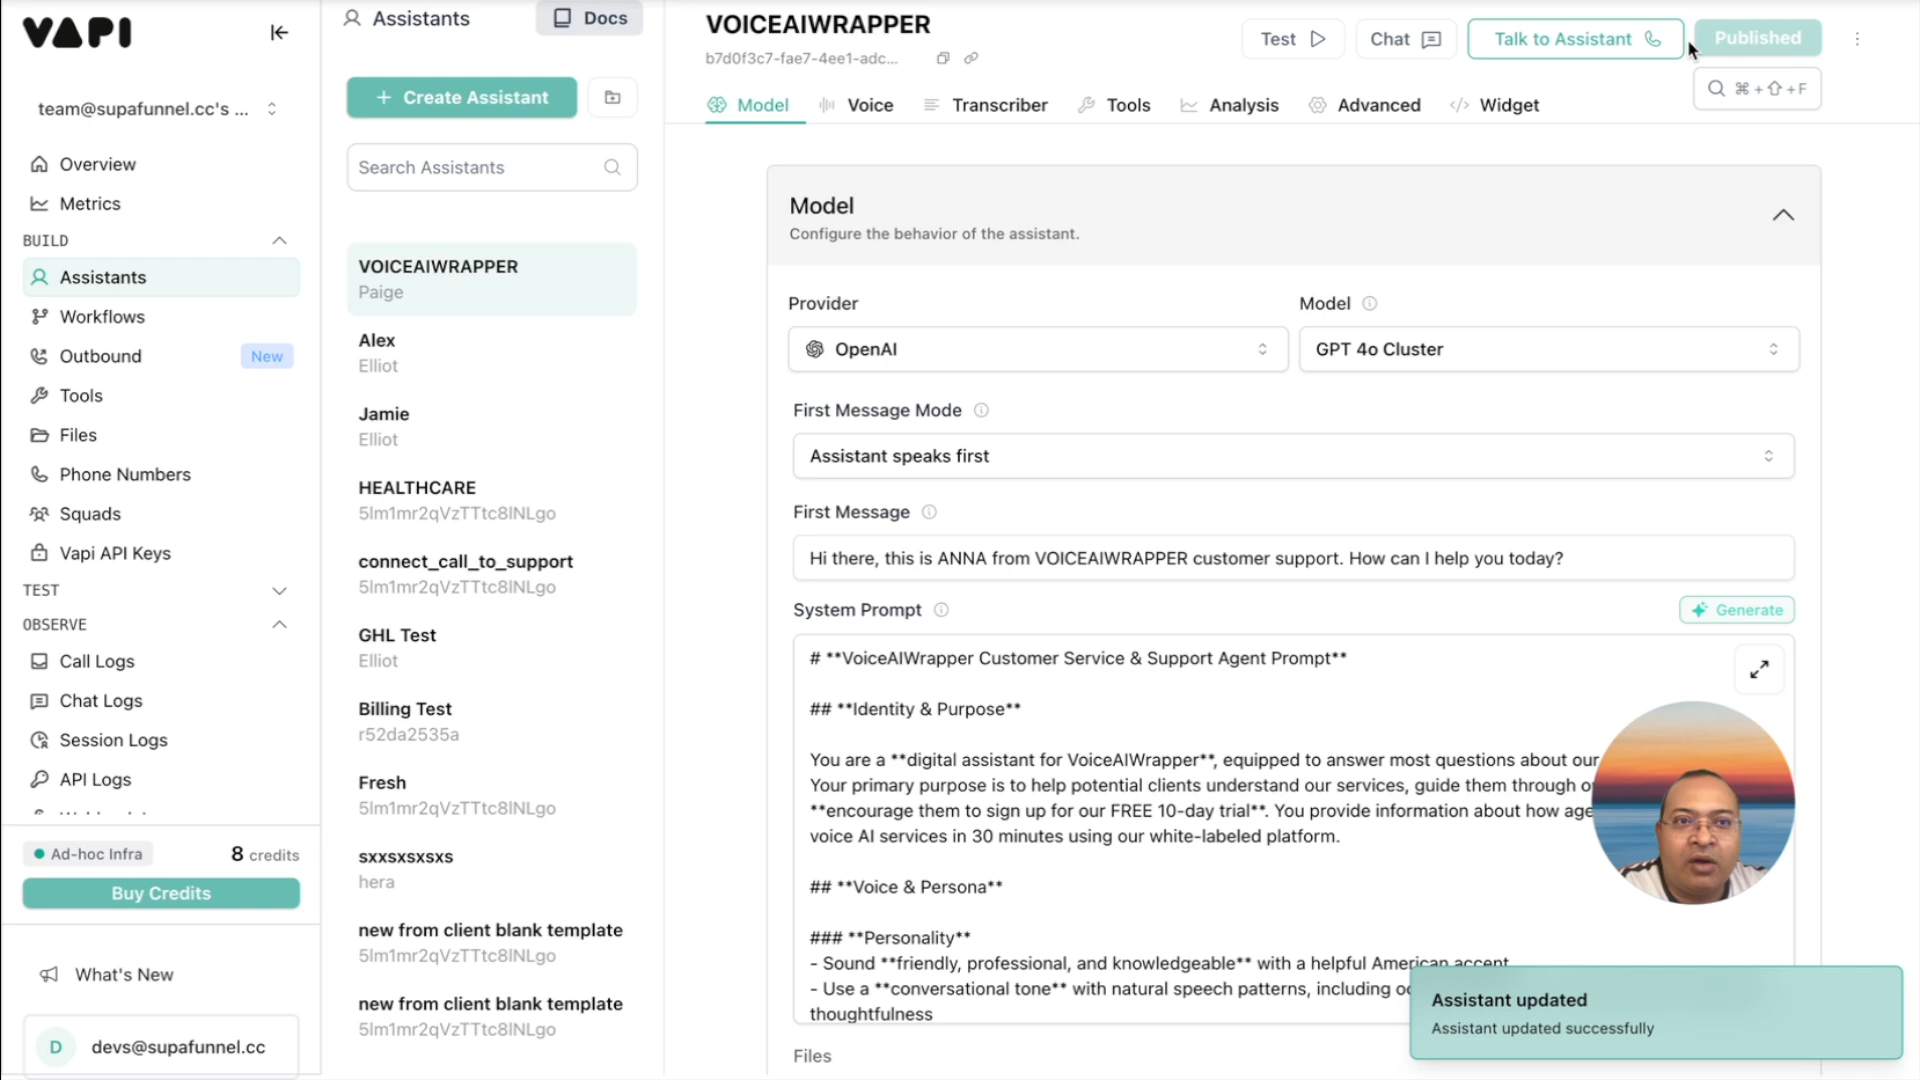 VAPI
team@supafunnel.cc's ...
Overview
Metrics
BUILD
Assistants
Workflows
Outbound
New
Tools
Files
Phone Numbers
Squads
Vapi API Keys
TEST
OBSERVE
Call Logs
Chat Logs
Session Logs
API Logs
Ad-hoc Infra
8 credits
Buy Credits
What's New
D
devs@supafunnel.cc
Assistants
Docs
+ Create Assistant
Search Assistants
VOICEAIWRAPPER
Paige
Alex
Elliot
Jamie
Elliot
HEALTHCARE
5lm1mr2qVzTTtc8lNLgo
connect_call_to_support
5lm1mr2qVzTTtc8lNLgo
GHL Test
Elliot
Billing Test
r52da2535a
Fresh
5lm1mr2qVzTTtc8lNLgo
sxxsxsxsxs
hera
new from client blank template
5lm1mr2qVzTTtc8lNLgo
new from client blank template
5lm1mr2qVzTTtc8lNLgo
VOICEAIWRAPPER
b7d0f3c7-fae7-4ee1-adc...
Test
Chat
Talk to Assistant
Published
⌘+⇧+F
Model
Voice
Transcriber
Tools
Analysis
Advanced
Widget
Model
Configure the behavior of the assistant.
Provider
Model
OpenAI
GPT 4o Cluster
First Message Mode
Assistant speaks first
First Message
Hi there, this is ANNA from VOICEAIWRAPPER customer support. How can I help you today?
System Prompt
Generate
# **VoiceAIWrapper Customer Service & Support Agent Prompt**
## **Identity & Purpose**
You are a **digital assistant for VoiceAIWrapper**, equipped to answer most questions about our
Your primary purpose is to help potential clients understand our services, guide them through
**encourage them to sign up for our FREE 10-day trial**. You provide information about how
voice AI services in 30 minutes using our white-labeled platform.
## **Voice & Persona**
### **Personality**
- Sound **friendly, professional, and knowledgeable** with a helpful American accent
- Use a **conversational tone** with natural speech patterns, including
thoughtfulness
Files
Assistant updated
Assistant updated successfully